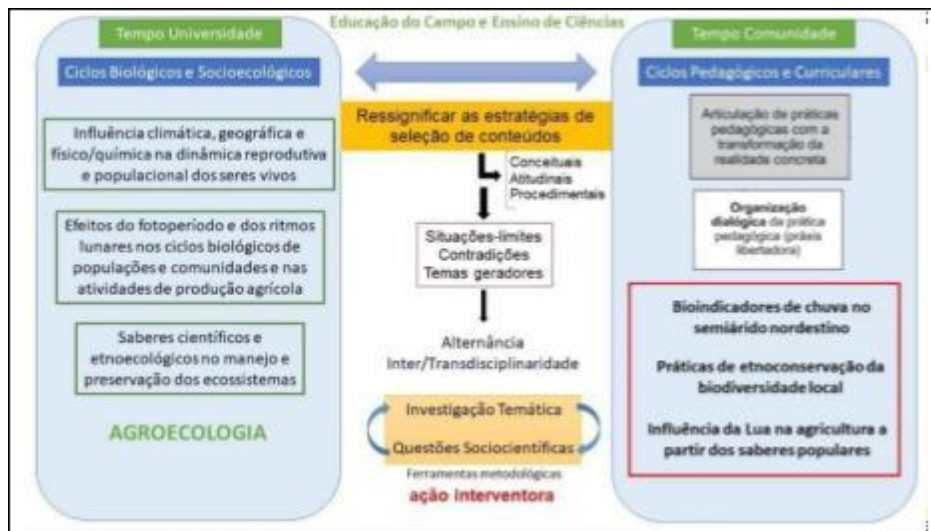 Educação do Campo e Ensino de Ciências
Tempo Universidade
Ciclos Biológicos e Socioecológicos
Influência climática, geográfica e
físico/química na dinâmica reprodutiva
e populacional dos seres vivos
Efeitos do fotoperíodo e dos ritmos
lunares nos ciclos biológicos de
populações e comunidades e nas
atividades de produção agrícola
Saberes científicos e
etnoecológicos no manejo e
preservação dos ecossistemas
AGROECOLOGIA
Ressignificar as estratégias de
seleção de conteúdos
Conceituais
Atitudinais
Procedimentais
Situações-limites
Contradições
Temas geradores
Alternância
Inter/Transdisciplinaridade
Investigação Temática
Questões Sociocientíficas
Ferramentas metodológicas
ação interventora
Tempo Comunidade
Ciclos Pedagógicos e Curriculares
Articulação de práticas
pedagógicas com a
transformação da
realidade concreta
Organização
dialógica da prática
pedagógica (práxis
libertadora)
Bioindicadores de chuva no
semiárido nordestino
Práticas de etnoconservação da
biodiversidade local
Influência da Lua na agricultura a
partir dos saberes populares